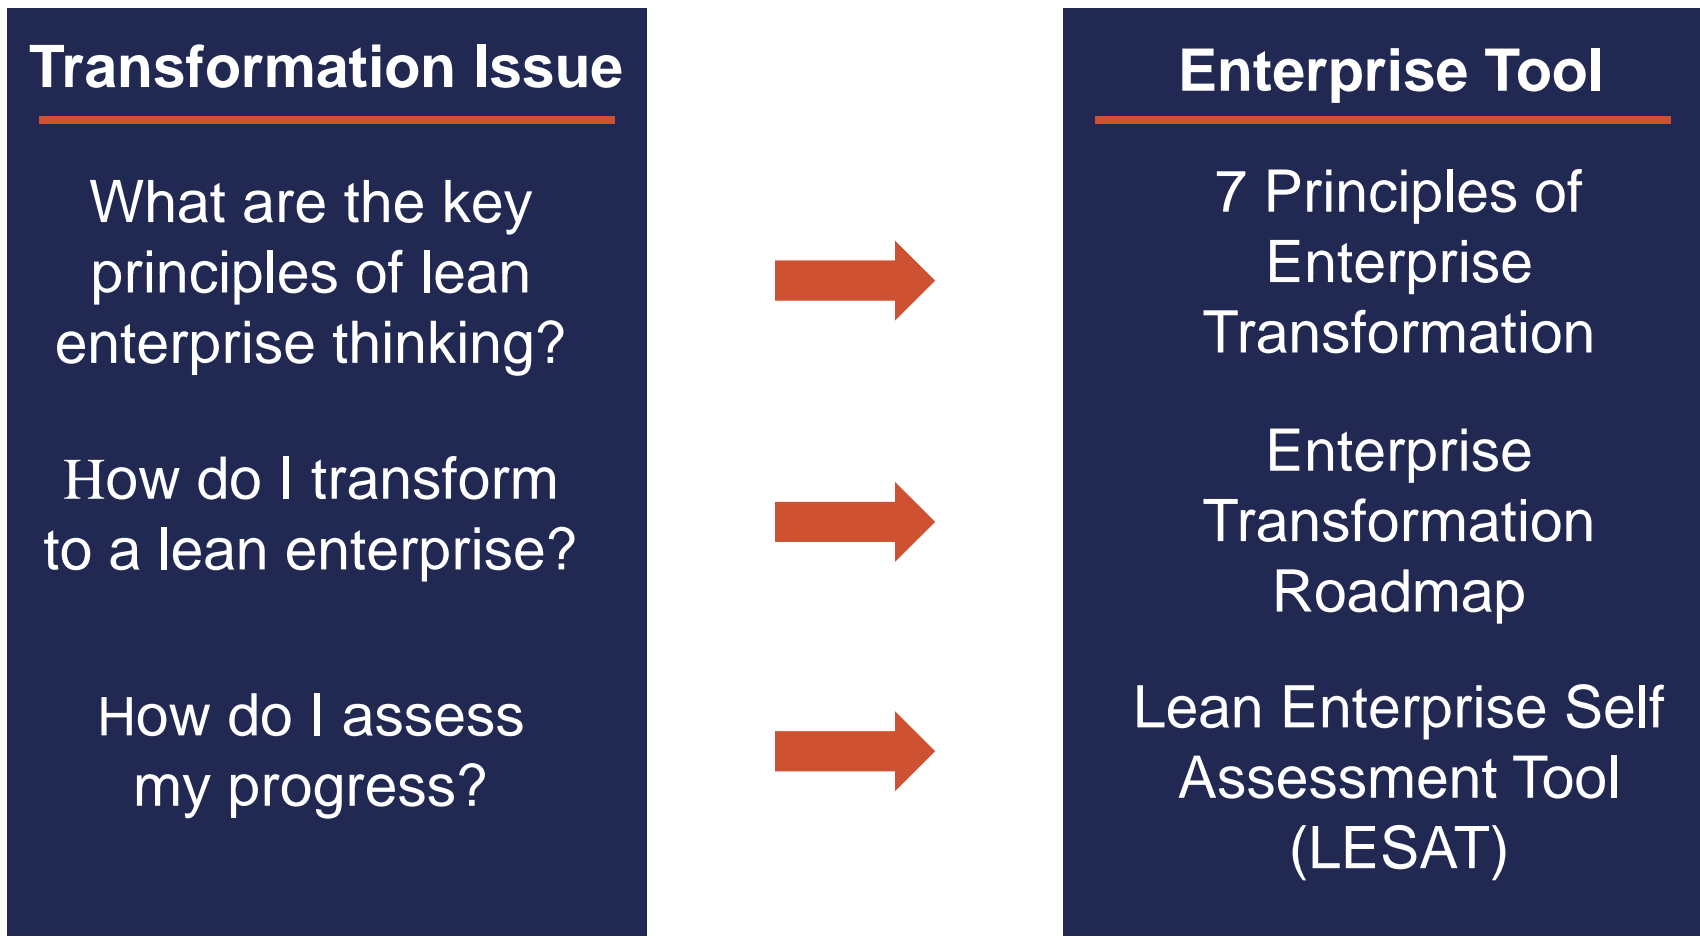 Transformation Issue
What are the key
principles of lean
enterprise thinking?
How do I transform
to a lean enterprise?
How do I assess
my progress?
Enterprise Tool
7 Principles of
Enterprise
Transformation
Enterprise
Transformation
Roadmap
Lean Enterprise Self
Assessment Tool
(LESAT)